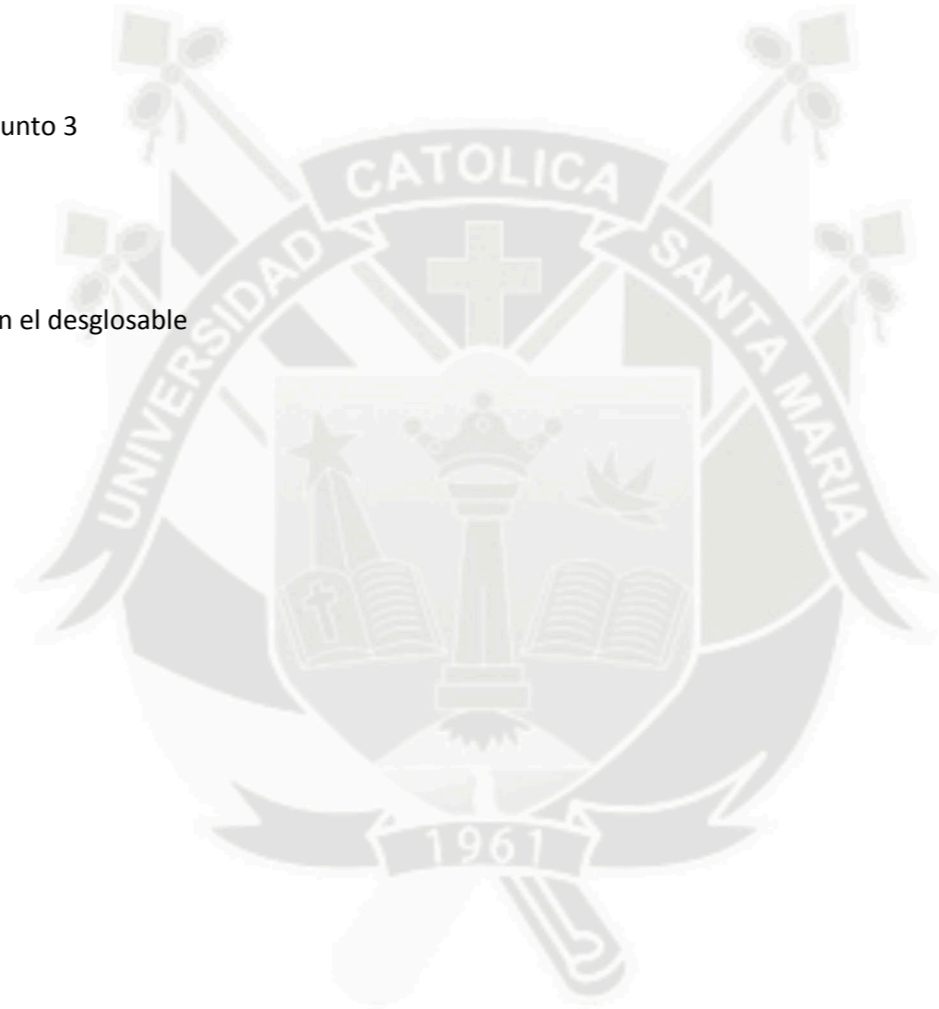 unto 3
CATOLICA
UNIVERSIDAD
SANTA MARIA
n el desglosable
1961